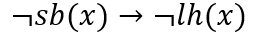 ¬sb(x) → ¬lh(x)